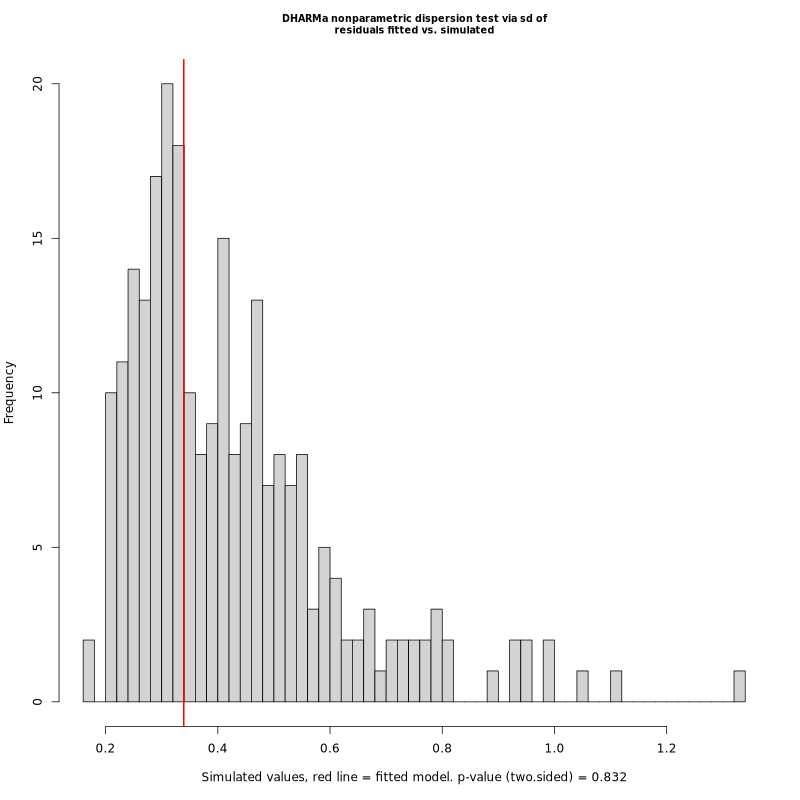 DHARMa nonparametric dispersion test via sd of
residuals fitted vs. simulated
20
15
10
5
0
Frequency
0.2 0.4 0.6 0.8 1.0 1.2
Simulated values, red line = fitted model. p-value (two.sided) = 0.832